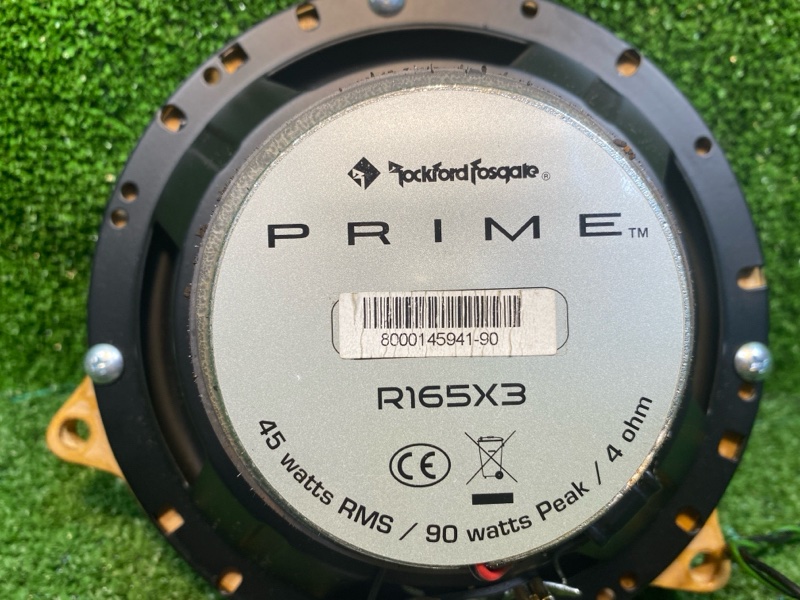 Rockford Fosgate ®
PRIME™
8000145941-90
R165X3
CE
45 watts RMS / 90 watts Peak / 4 ohm